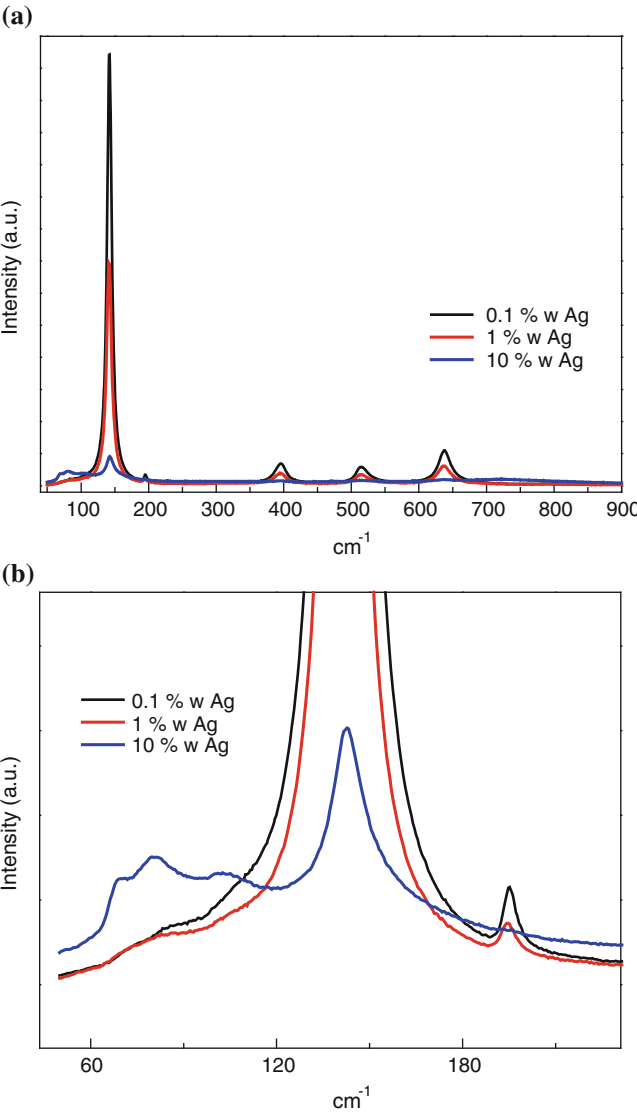 (a)
Intensity (a.u.)
0.1 % w Ag
1 % w Ag
10 % w Ag
100 200 300 400 500 600 700 800 900
cm-1
(b)
Intensity (a.u.)
0.1 % w Ag
1 % w Ag
10 % w Ag
60 120 180
cm-1